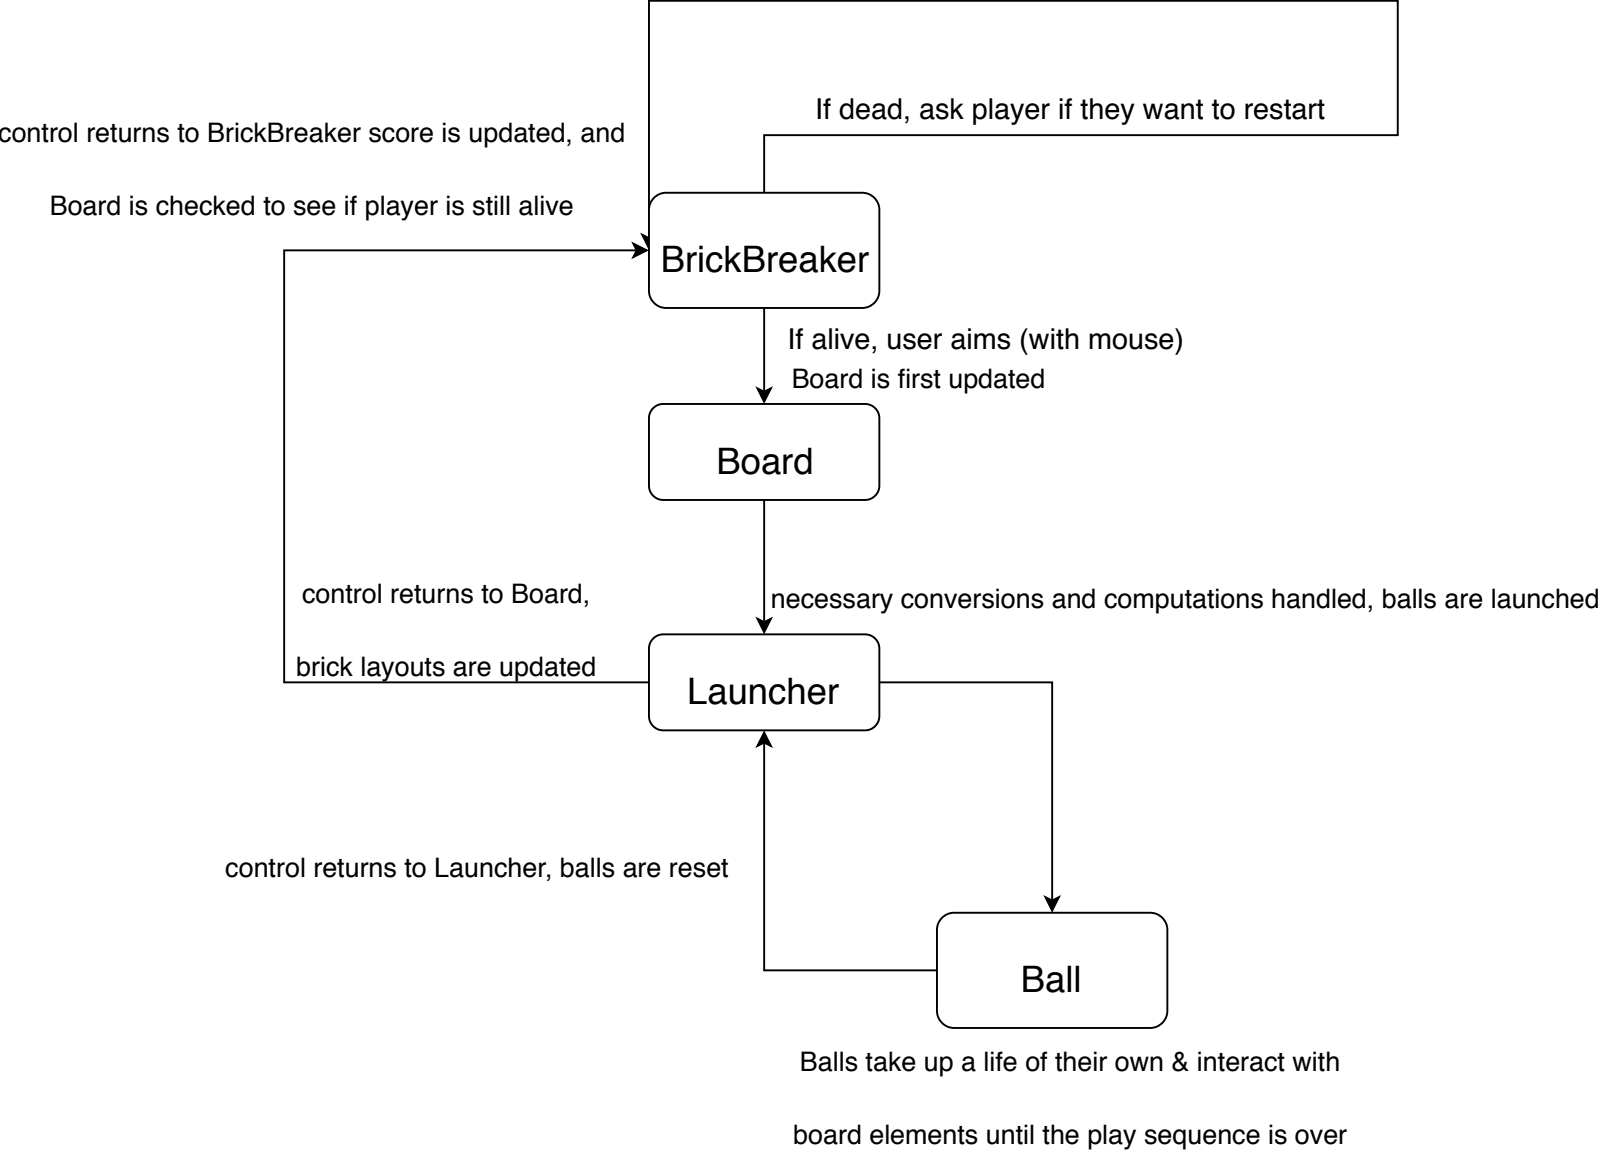 If dead, ask player if they want to restart
control returns to BrickBreaker score is updated, and
Board is checked to see if player is still alive
BrickBreaker
If alive, user aims (with mouse)
Board is first updated
Board
control returns to Board,
brick layouts are updated
necessary conversions and computations handled, balls are launched
Launcher
control returns to Launcher, balls are reset
Ball
Balls take up a life of their own & interact with
board elements until the play sequence is over